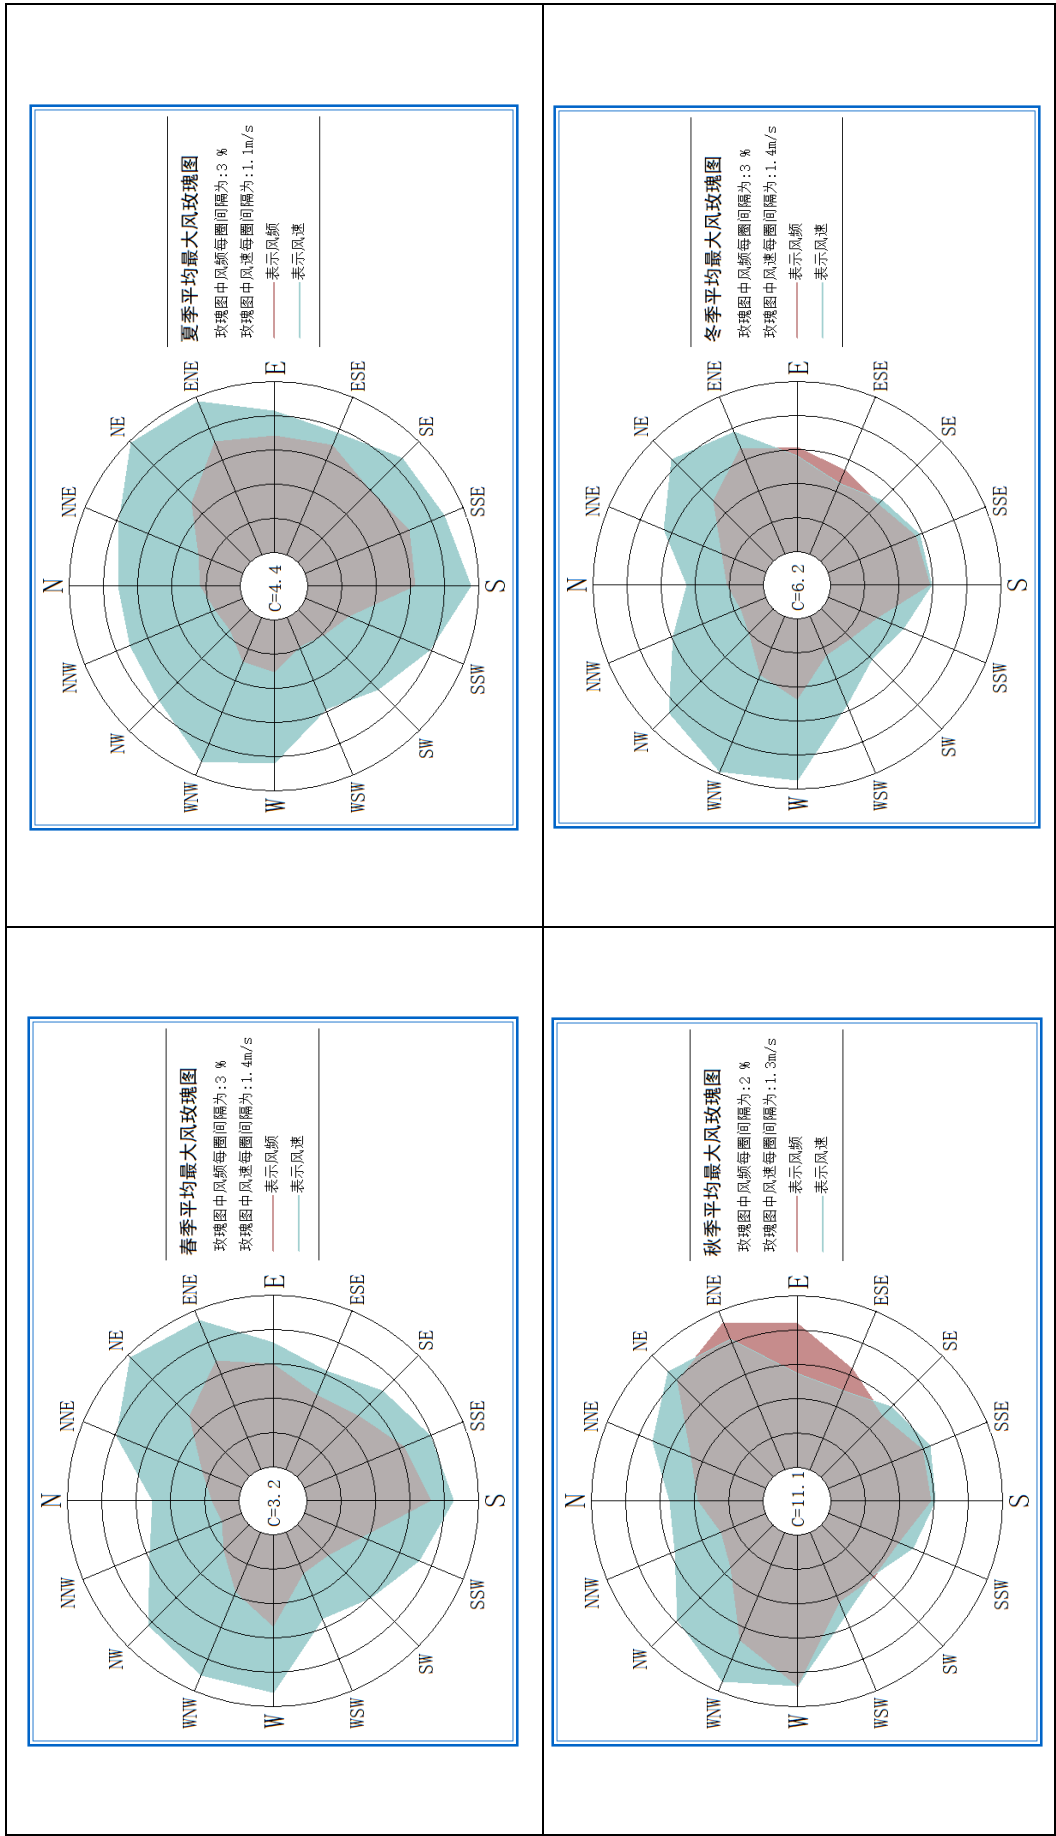 夏季平均最大风玫瑰图
玫瑰图中风频每圈间隔为:3 %
玫瑰图中风速每圈间隔为:1.1m/s
表示风频
表示风速
N
NNE
NE
ENE
E
ESE
SE
SSE
S
SSW
SW
WSW
W
WNW
NW
NNW
C=4.4
冬季平均最大风玫瑰图
玫瑰图中风频每圈间隔为:3 %
玫瑰图中风速每圈间隔为:1.4m/s
表示风频
表示风速
N
NNE
NE
ENE
E
ESE
SE
SSE
S
SSW
SW
WSW
W
WNW
NW
NNW
C=6.2
春季平均最大风玫瑰图
玫瑰图中风频每圈间隔为:3 %
玫瑰图中风速每圈间隔为:1.4m/s
表示风频
表示风速
N
NNE
NE
ENE
E
ESE
SE
SSE
S
SSW
SW
WSW
W
WNW
NW
NNW
C=3.2
秋季平均最大风玫瑰图
玫瑰图中风频每圈间隔为:2 %
玫瑰图中风速每圈间隔为:1.3m/s
表示风频
表示风速
N
NNE
NE
ENE
E
ESE
SE
SSE
S
SSW
SW
WSW
W
WNW
NW
NNW
C=11.1